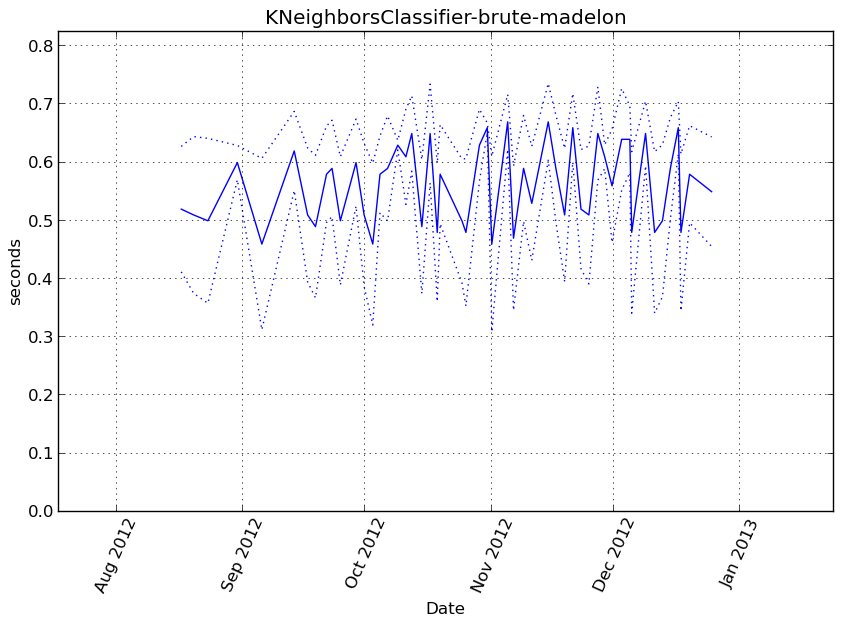 KNeighborsClassifier-brute-madelon
0.8
0.7
0.6
0.5
0.4
0.3
0.2
0.1
0.0
seconds
Aug 2012
Sep 2012
Oct 2012
Nov 2012
Dec 2012
Jan 2013
Date